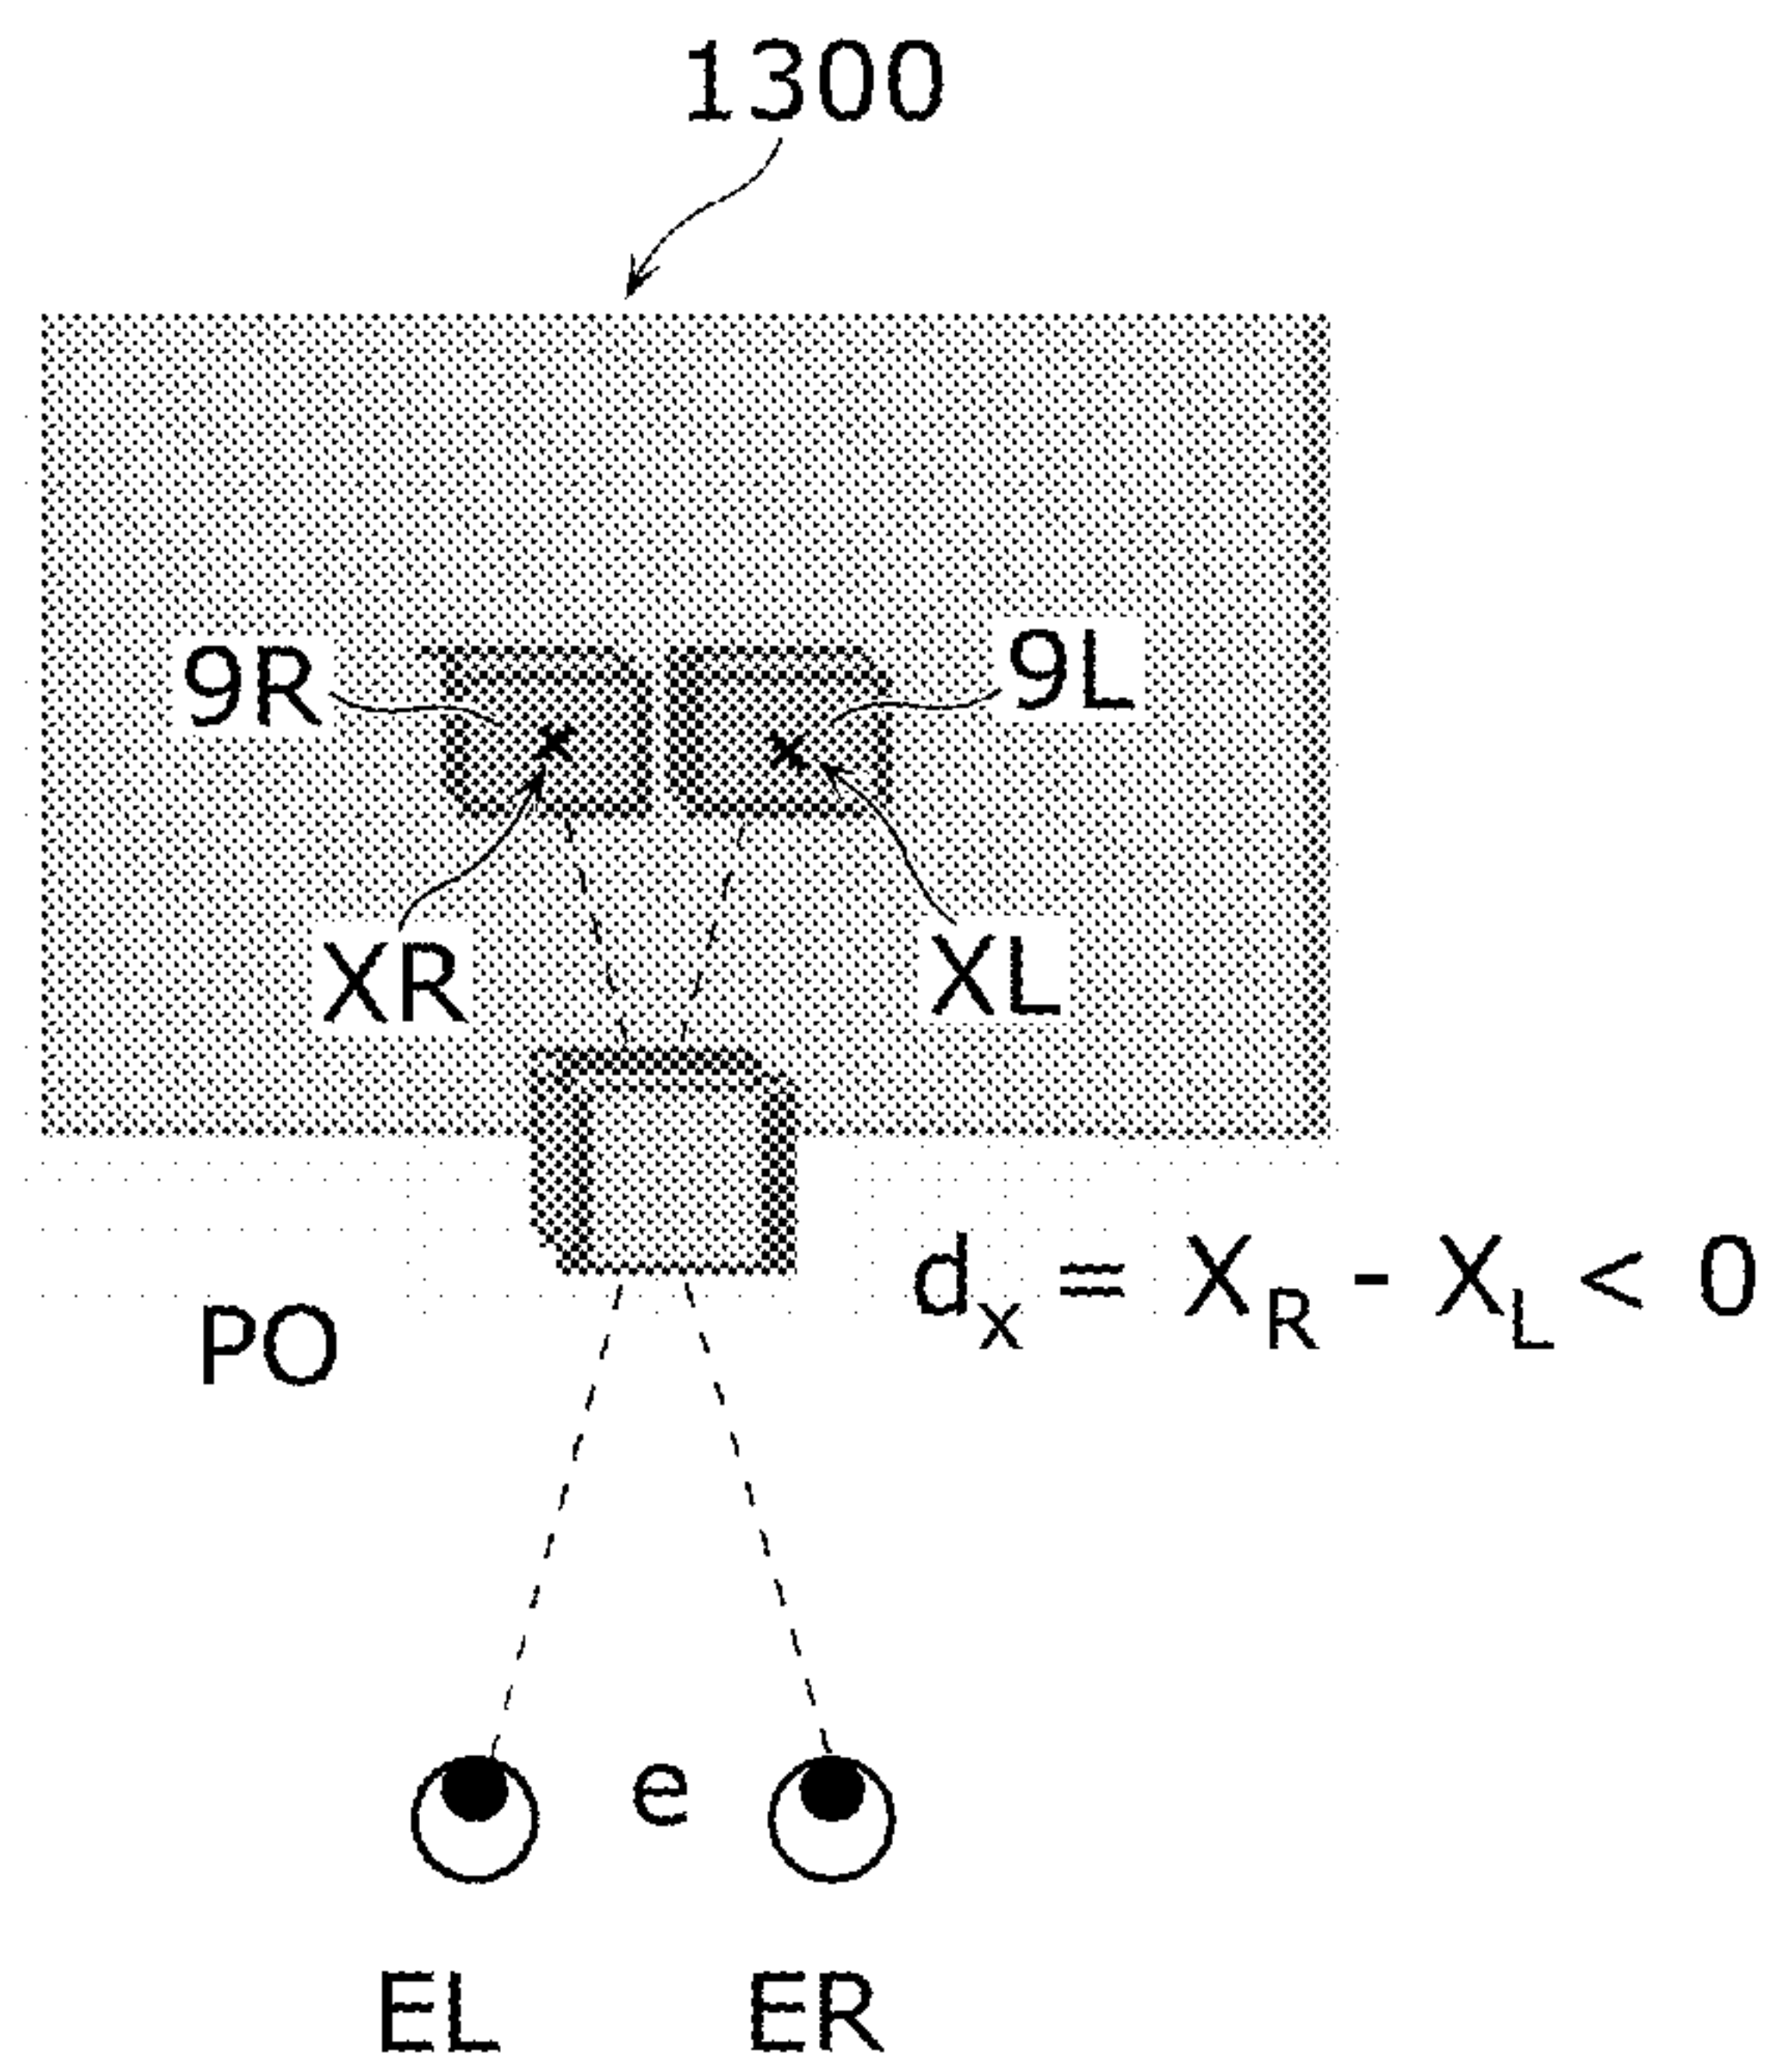 1300
9R 9L
XR XL
PO
dx = XR - XL < 0
e
EL ER